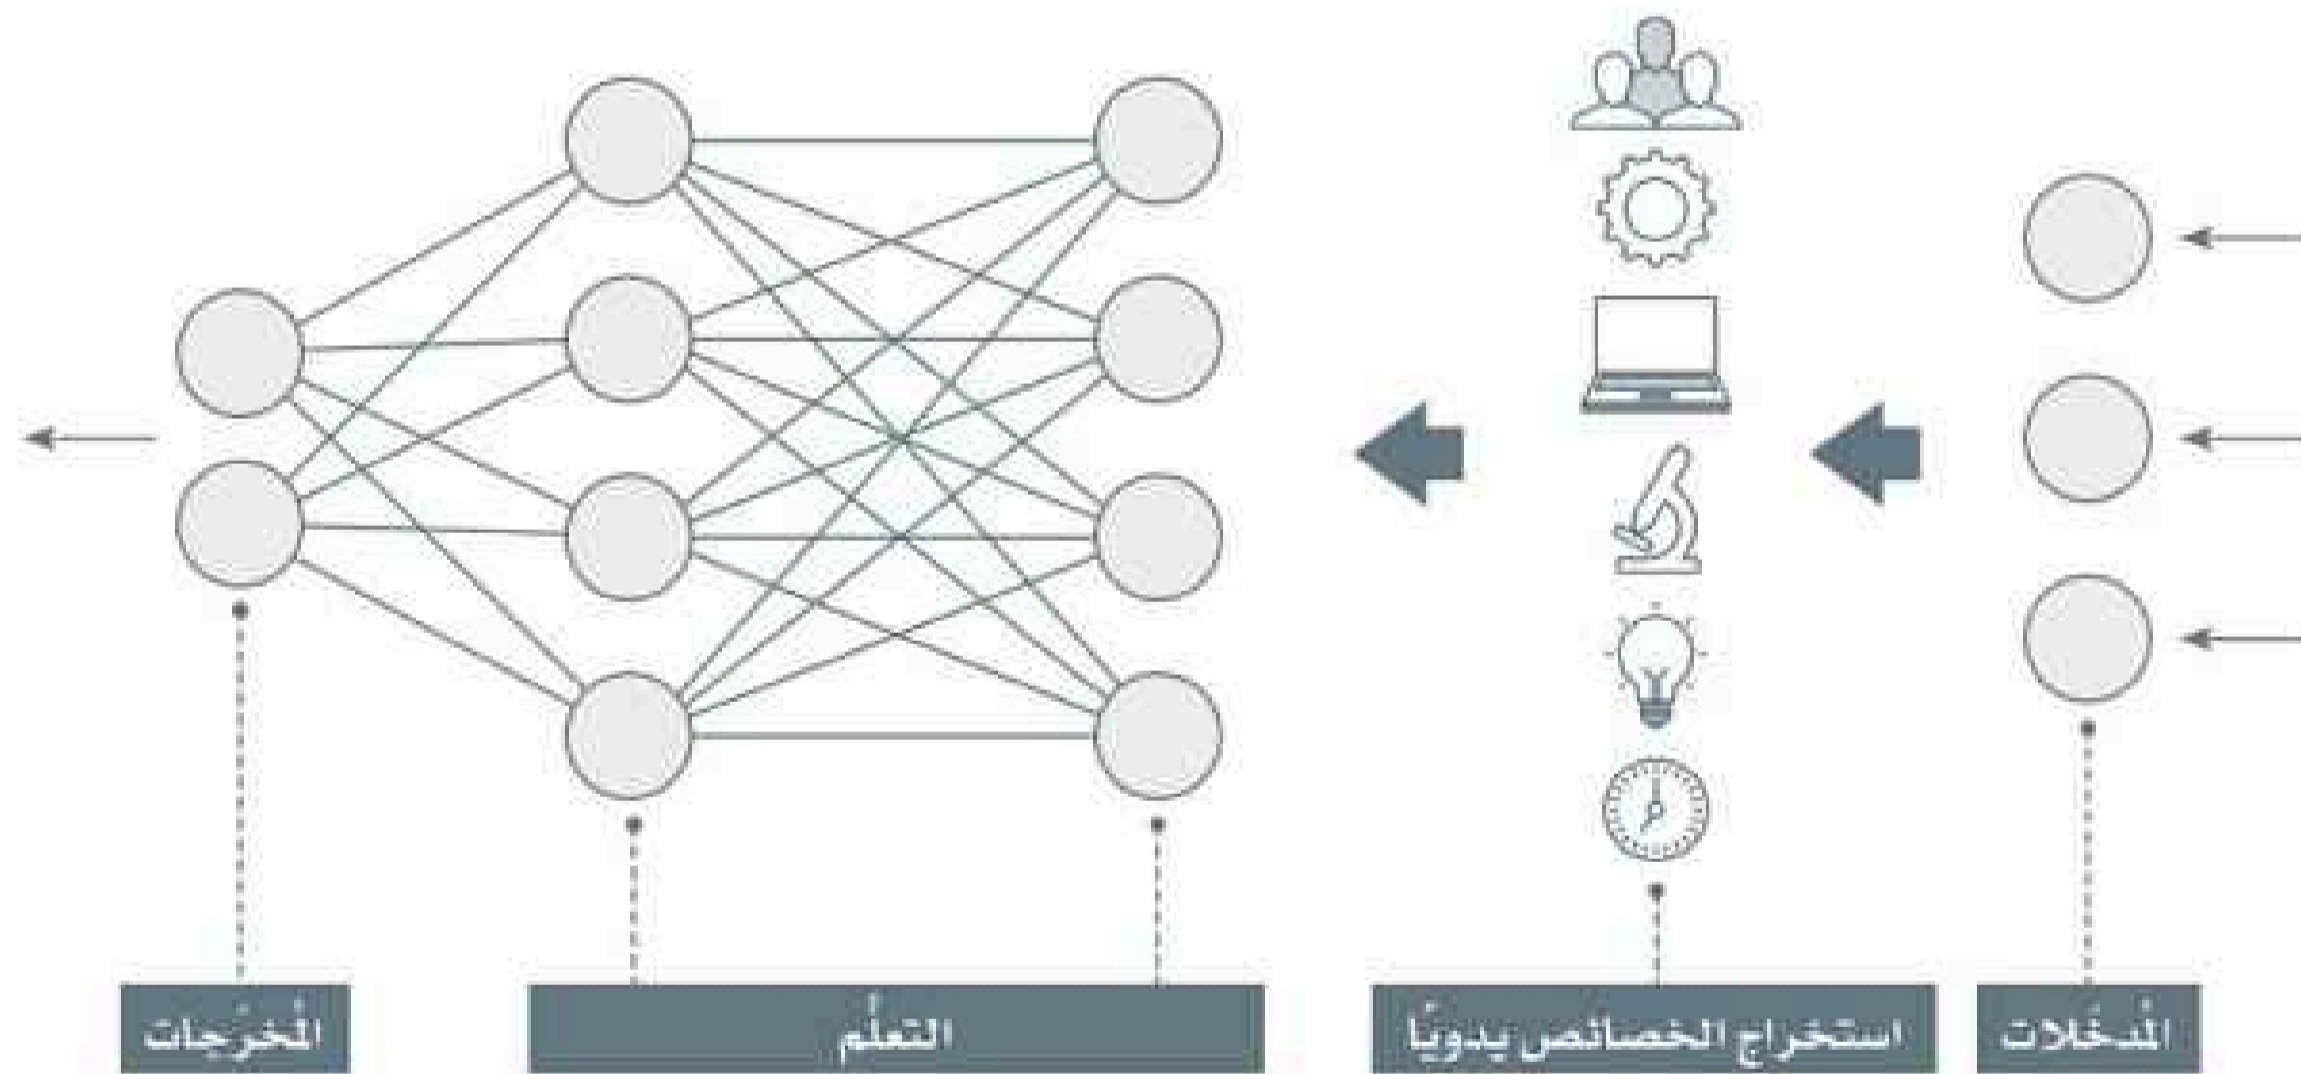 المُدخَلات
استخراج الخصائص يدويًا
التعلُّم
المُخرَجات